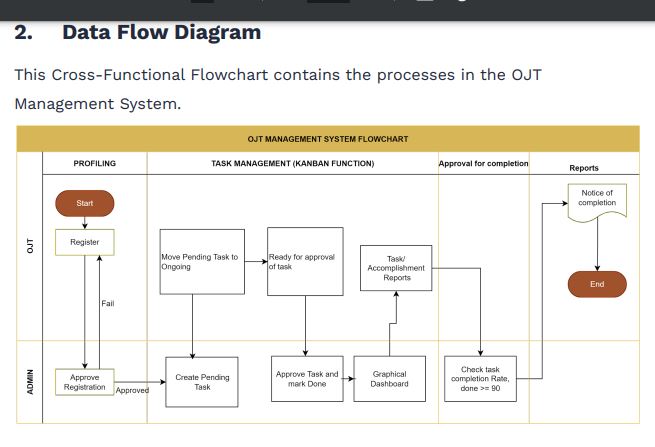 2. Data Flow Diagram
This Cross-Functional Flowchart contains the processes in the OJT
Management System.
OJT MANAGEMENT SYSTEM FLOWCHART
PROFILING
TASK MANAGEMENT (KANBAN FUNCTION)
Approval for completion
Reports
OJT
Start
Register
Fail
Move Pending Task to
Ongoing
Ready for approval
of task
Task/
Accomplishment
Reports
Notice of
completion
End
ADMIN
Approve
Registration
Approved
Create Pending
Task
Approve Task and
mark Done
Graphical
Dashboard
Check task
completion Rate,
done >= 90